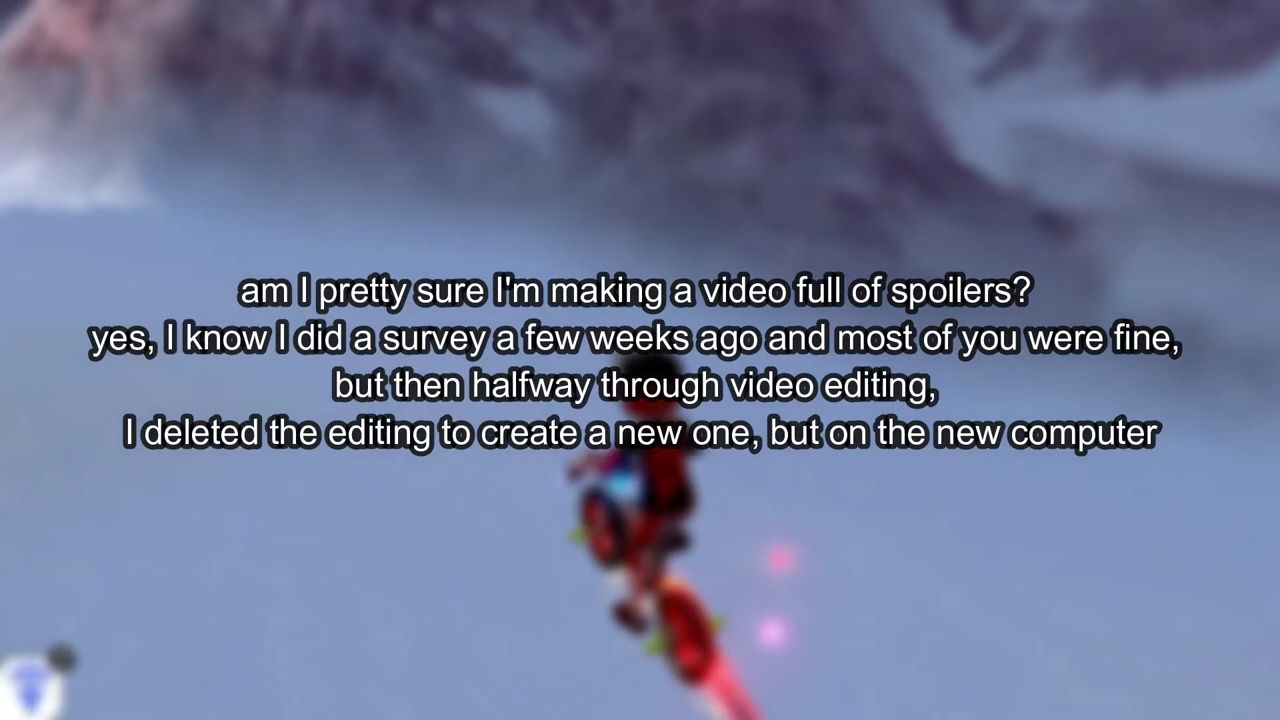 am I pretty sure I'm making a video full of spoilers?
yes, I know I did a survey a few weeks ago and most of you were fine,
but then halfway through video editing,
I deleted the editing to create a new one, but on the new computer